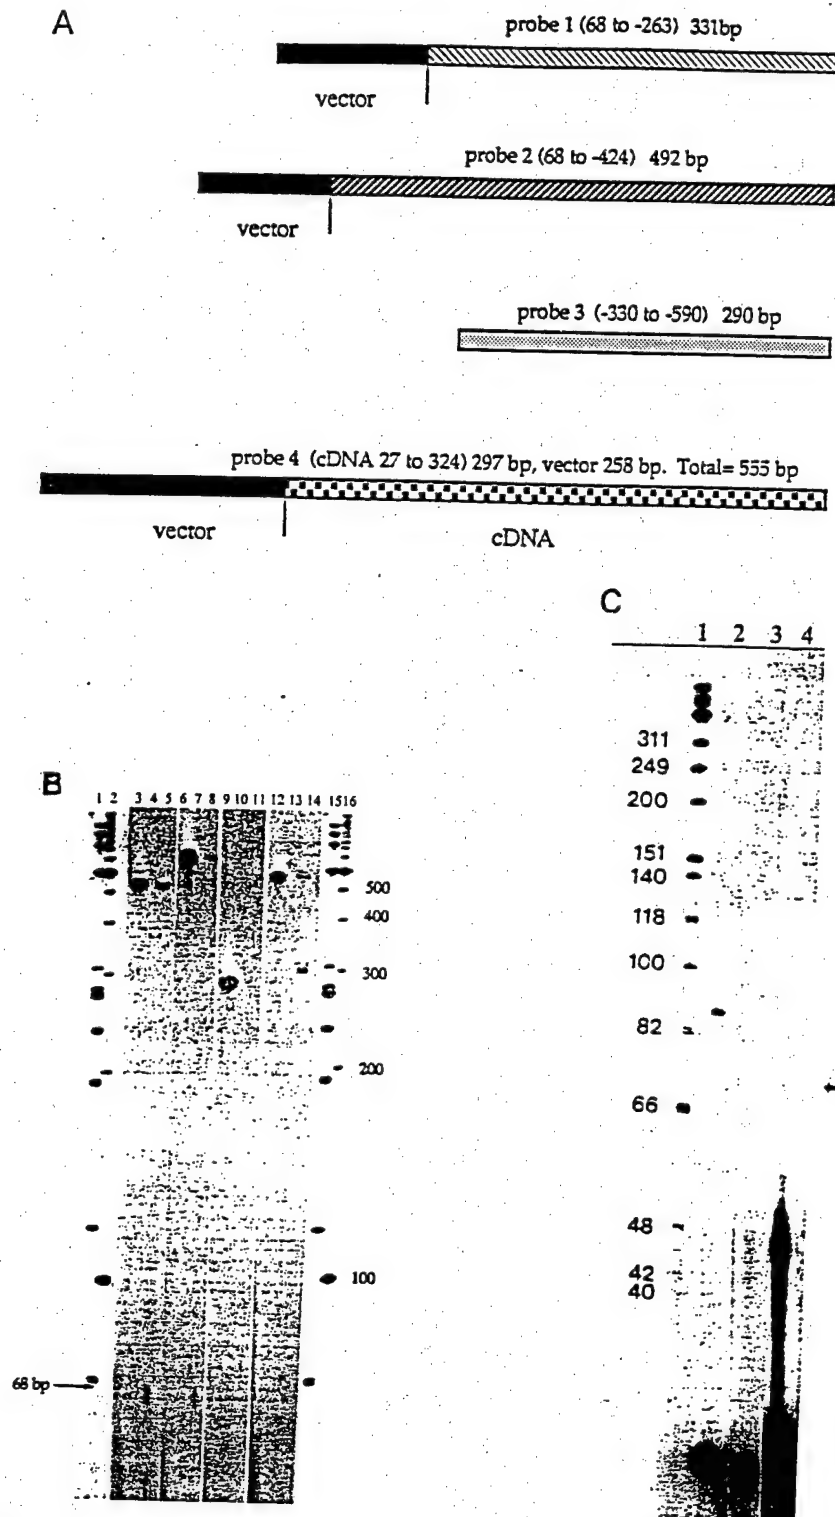 A
probe 1 (68 to -263) 331bp
vector
probe 2 (68 to -424) 492 bp
vector
probe 3 (-330 to -590) 290 bp
probe 4 (cDNA 27 to 324) 297 bp, vector 258 bp. Total= 555 bp
vector
cDNA
C
1 2 3 4
311
249
200
151
140
118
100
82
66
48
42
40
B
1 2 3 4 5 6 7 8 9 10 11 12 13 14 15 16
500
400
300
200
100
68 bp